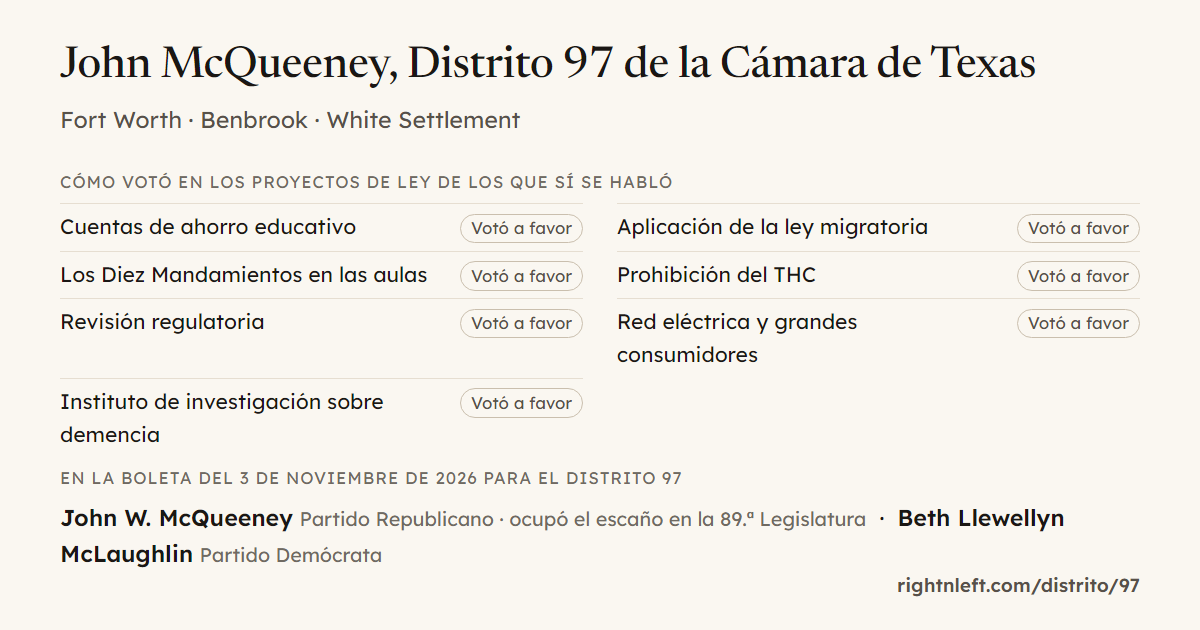 John McQueeney, Distrito 97 de la Cámara de Texas
Fort Worth · Benbrook · White Settlement
CÓMO VOTÓ EN LOS PROYECTOS DE LEY DE LOS QUE SÍ SE HABLÓ
Cuentas de ahorro educativo Votó a favor
Aplicación de la ley migratoria Votó a favor
Los Diez Mandamientos en las aulas Votó a favor
Prohibición del THC Votó a favor
Revisión regulatoria Votó a favor
Red eléctrica y grandes Votó a favor
consumidores
Instituto de investigación sobre Votó a favor
demencia
EN LA BOLETA DEL 3 DE NOVIEMBRE DE 2026 PARA EL DISTRITO 97
John W. McQueeney Partido Republicano · ocupó el escaño en la 89.ª Legislatura · Beth Llewellyn
McLaughlin Partido Demócrata
rightnleft.com/distrito/97